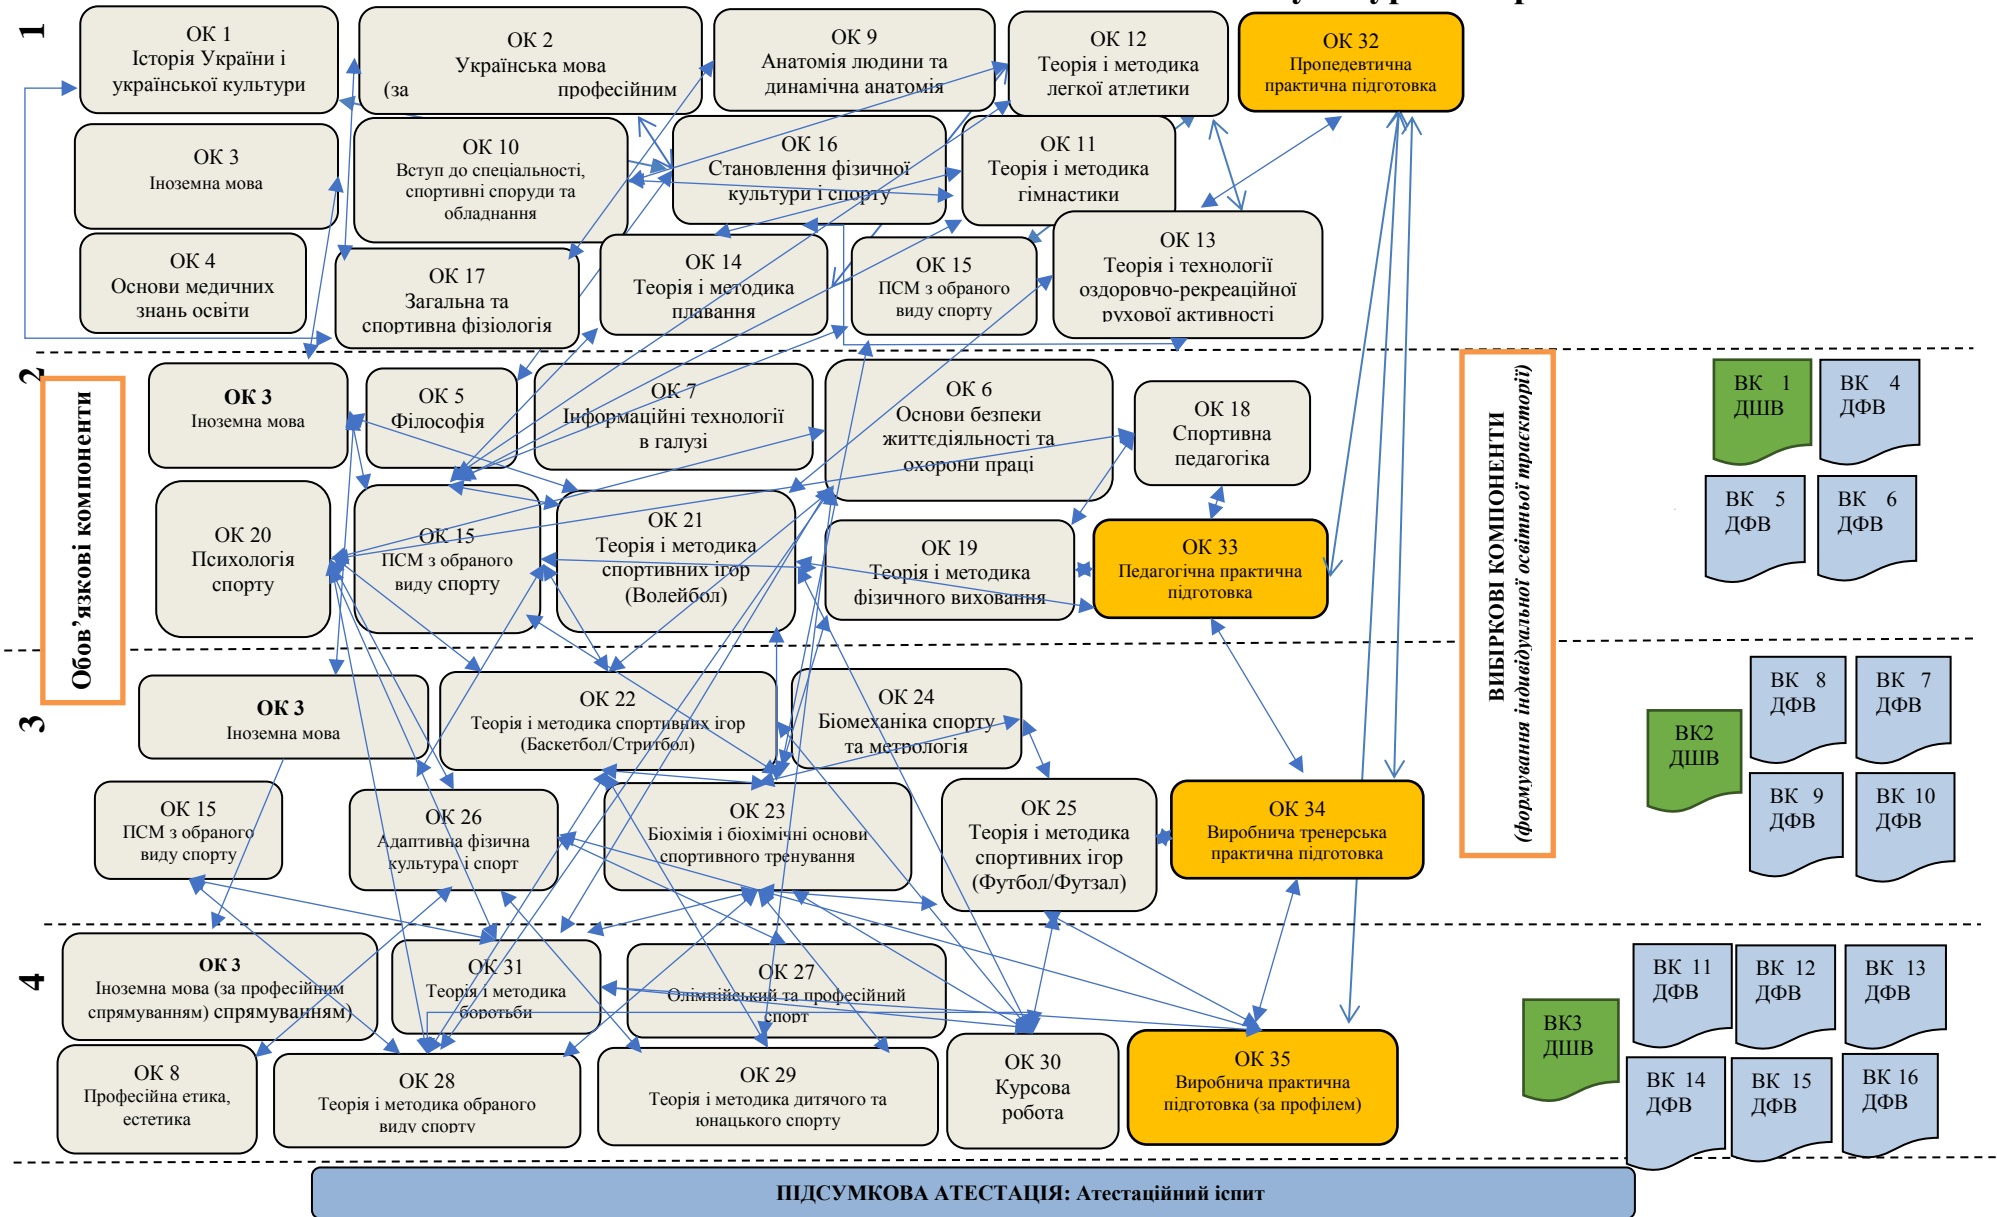 1
ОК 1
Історія України і
української культури
ОК 2
Українська мова
(за професійним
ОК 9
Анатомія людини та
динамічна анатомія
ОК 12
Теорія і методика
легкої атлетики
ОК 32
Пропедевтична
практична підготовка
ОК 3
Іноземна мова
ОК 10
Вступ до спеціальності,
спортивні споруди та
обладнання
ОК 16
Становлення фізичної
культури і спорту
ОК 11
Теорія і методика
гімнастики
ОК 4
Основи медичних
знань освіти
ОК 17
Загальна та
спортивна фізіологія
ОК 14
Теорія і методика
плавання
ОК 15
ПСМ з обраного
виду спорту
ОК 13
Теорія і технології
оздоровчо-рекреаційної
рухової активності
2
Обов’язкові компоненти
ОК 3
Іноземна мова
ОК 5
Філософія
ОК 7
Інформаційні технології
в галузі
ОК 6
Основи безпеки
життєдіяльності та
охорони праці
ОК 18
Спортивна
педагогіка
ВИБІРКОВІ КОМПОНЕНТИ
(формування індивідуальної освітньої траєкторії)
ВК 1
ДШВ
ВК 4
ДФВ
ВК 5
ДФВ
ВК 6
ДФВ
ОК 20
Психологія
спорту
ОК 15
ПСМ з обраного
виду спорту
ОК 21
Теорія і методика
спортивних ігор
(Волейбол)
ОК 19
Теорія і методика
фізичного виховання
ОК 33
Педагогічна практична
підготовка
3
ОК 3
Іноземна мова
ОК 22
Теорія і методика спортивних ігор
(Баскетбол/Стритбол)
ОК 24
Біомеханіка спорту
та метрологія
ВК2
ДШВ
ВК 8
ДФВ
ВК 7
ДФВ
ВК 9
ДФВ
ВК 10
ДФВ
ОК 15
ПСМ з обраного
виду спорту
ОК 26
Адаптивна фізична
культура і спорт
ОК 23
Біохімія і біохімічні основи
спортивного тренування
ОК 25
Теорія і методика
спортивних ігор
(Футбол/Футзал)
ОК 34
Виробнича тренерська
практична підготовка
4
ОК 3
Іноземна мова (за професійним
спрямуванням) спрямуванням)
ОК 31
Теорія і методика
боротьби
ОК 27
Олімпійський та професійний
спорт
ВК3
ДШВ
ВК 11
ДФВ
ВК 12
ДФВ
ВК 13
ДФВ
ВК 14
ДФВ
ВК 15
ДФВ
ВК 16
ДФВ
ОК 8
Професійна етика,
естетика
ОК 28
Теорія і методика обраного
виду спорту
ОК 29
Теорія і методика дитячого та
юнацького спорту
ОК 30
Курсова
робота
ОК 35
Виробнича практична
підготовка (за профілем)
ПІДСУМКОВА АТЕСТАЦІЯ: Атестаційний іспит